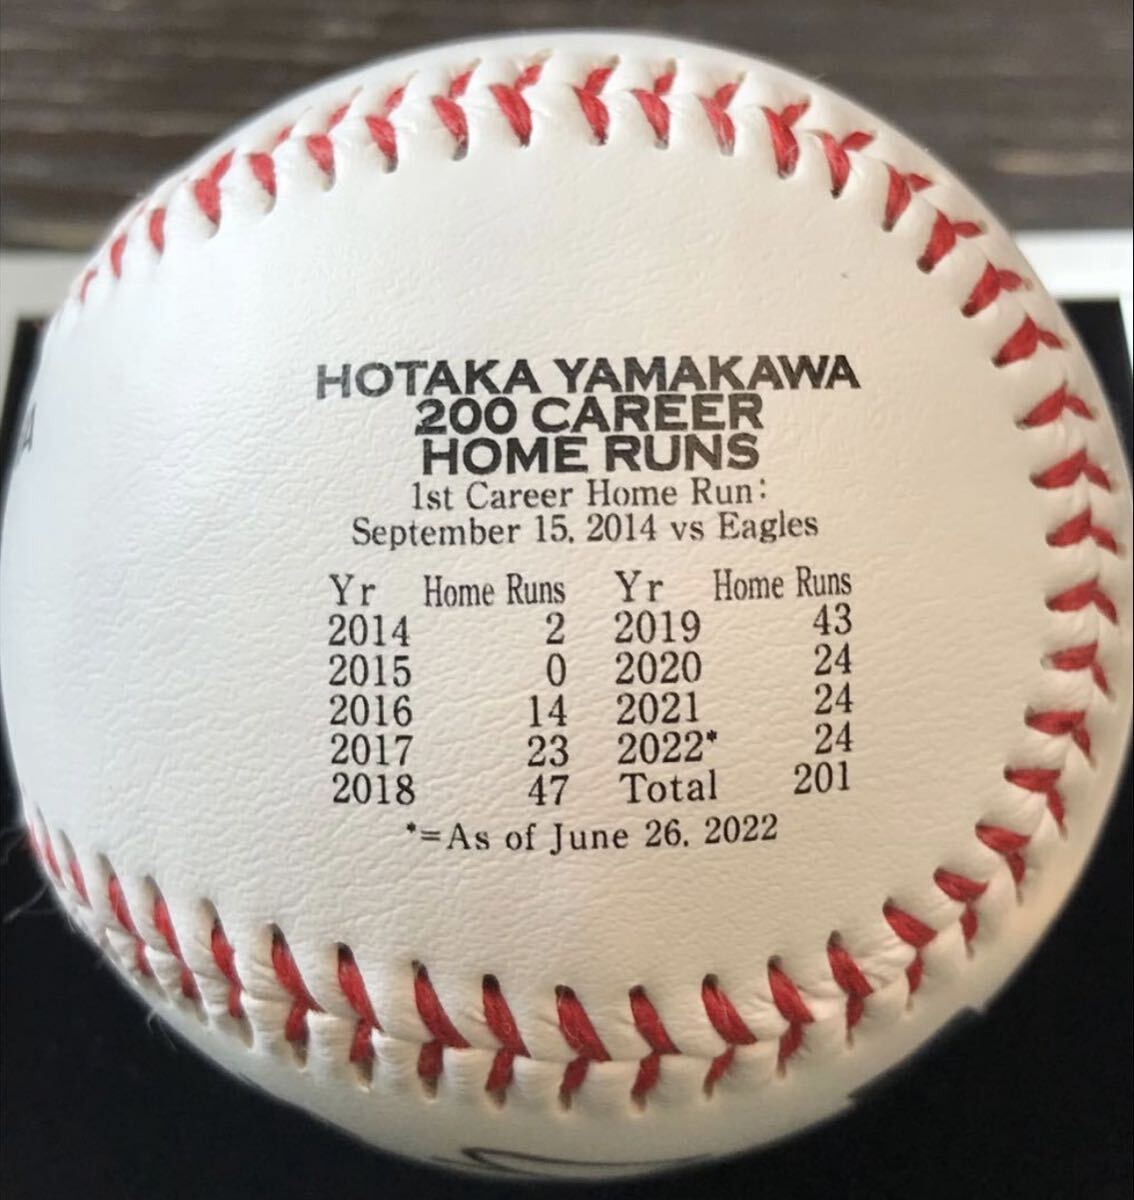 HOTAKA YAMAKAWA
200 CAREER
HOME RUNS
1st Career Home Run:
September 15, 2014 vs Eagles
Yr Home Runs Yr Home Runs
2014 2 2019 43
2015 0 2020 24
2016 14 2021 24
2017 23 2022* 24
2018 47 Total 201
*=As of June 26, 2022